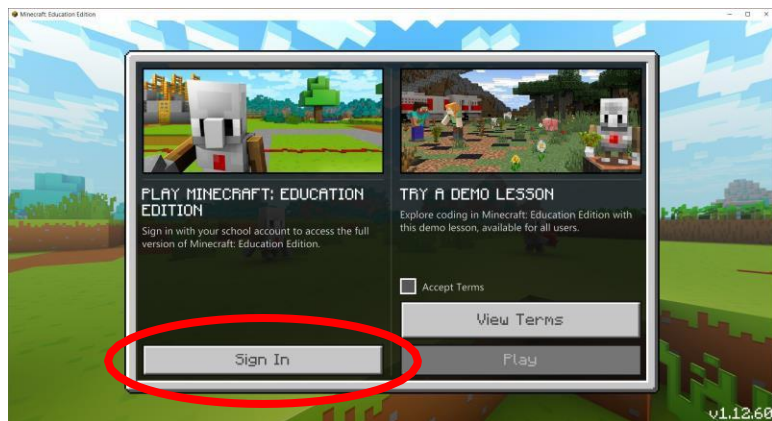 Minecraft: Education Edition
PLAY MINECRAFT: EDUCATION
EDITION
Sign in with your school account to access the full
version of Minecraft: Education Edition.
Sign In
TRY A DEMO LESSON
Explore coding in Minecraft: Education Edition with
this demo lesson, available for all users.
Accept Terms
View Terms
Play
v1.12.60